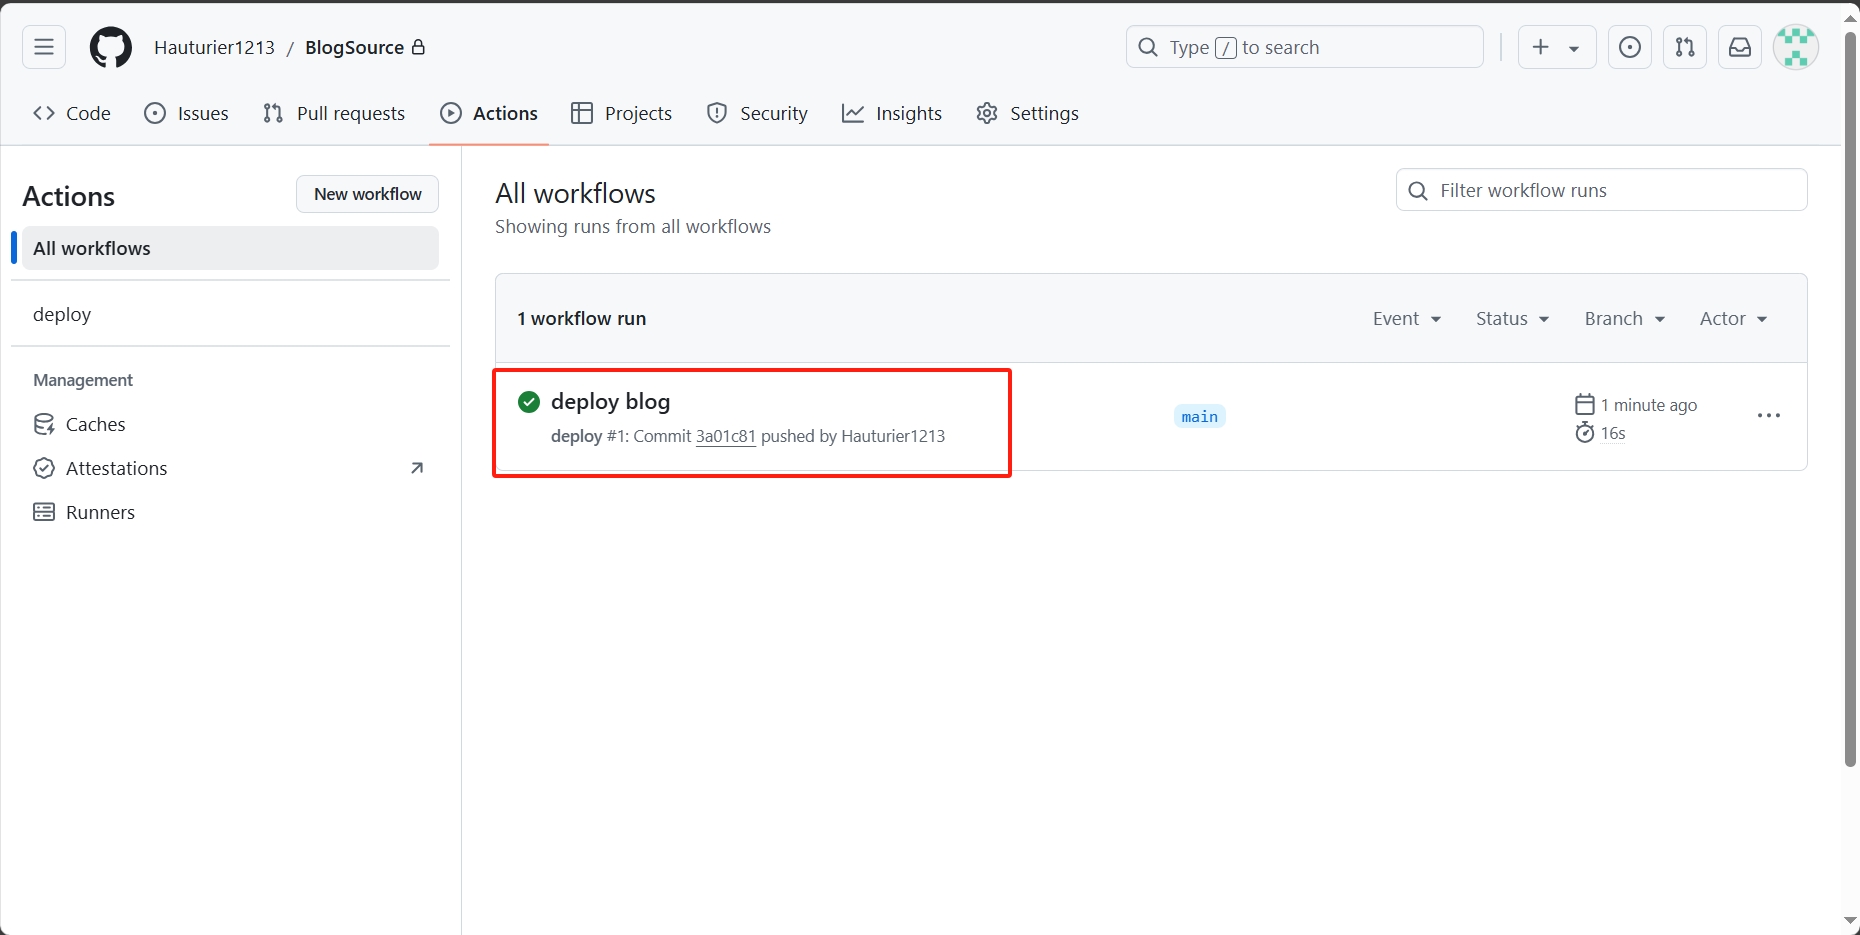 Hauturier1213 / BlogSource
Type / to search
Code
Issues
Pull requests
Actions
Projects
Security
Insights
Settings
Actions
New workflow
All workflows
deploy
Management
Caches
Attestations
Runners
All workflows
Showing runs from all workflows
Filter workflow runs
1 workflow run
Event
Status
Branch
Actor
deploy blog
deploy #1: Commit 3a01c81 pushed by Hauturier1213
main
1 minute ago
16s